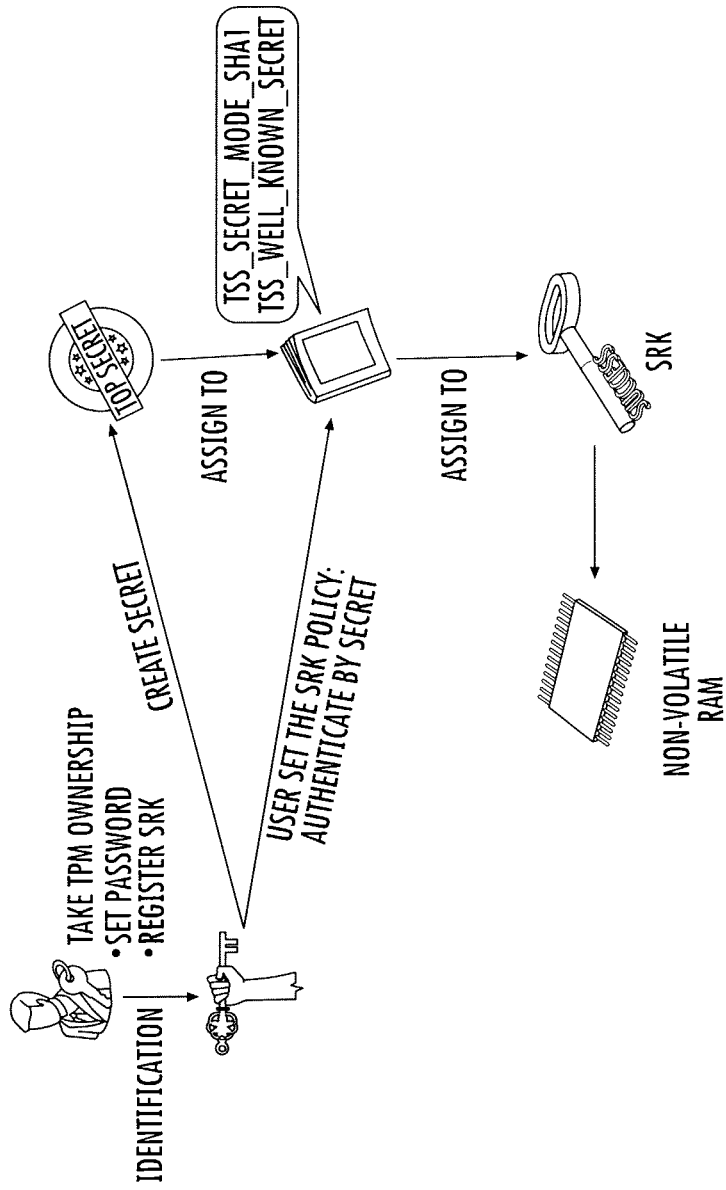 TAKE TPM OWNERSHIP
•SET PASSWORD
•REGISTER SRK
IDENTIFICATION
CREATE SECRET
USER SET THE SRK POLICY:
AUTHENTICATE BY SECRET
TOP SECRET
ASSIGN TO
TSS_SECRET_MODE_SHA1
TSS_WELL_KNOWN_SECRET
ASSIGN TO
SRK
NON-VOLATILE
RAM